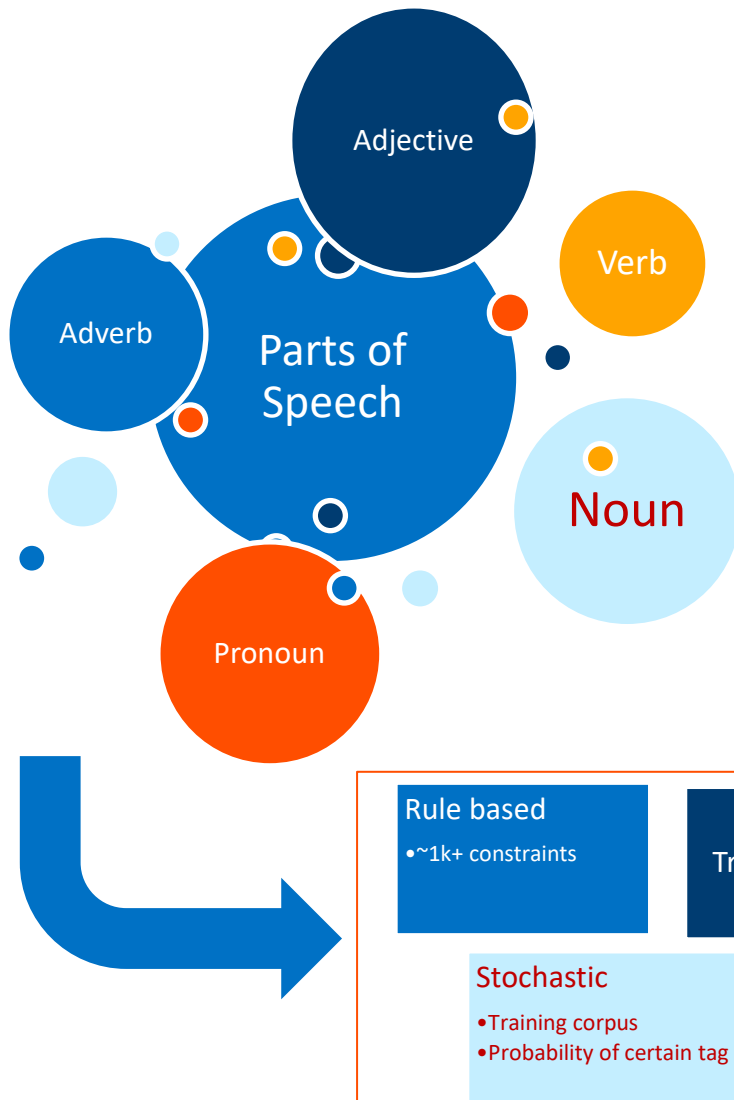 Adjective
Verb
Adverb
Parts of
Speech
Noun
Pronoun
Rule based
•~1k+ constraints
Stochastic
•Training corpus
•Probability of certain tag